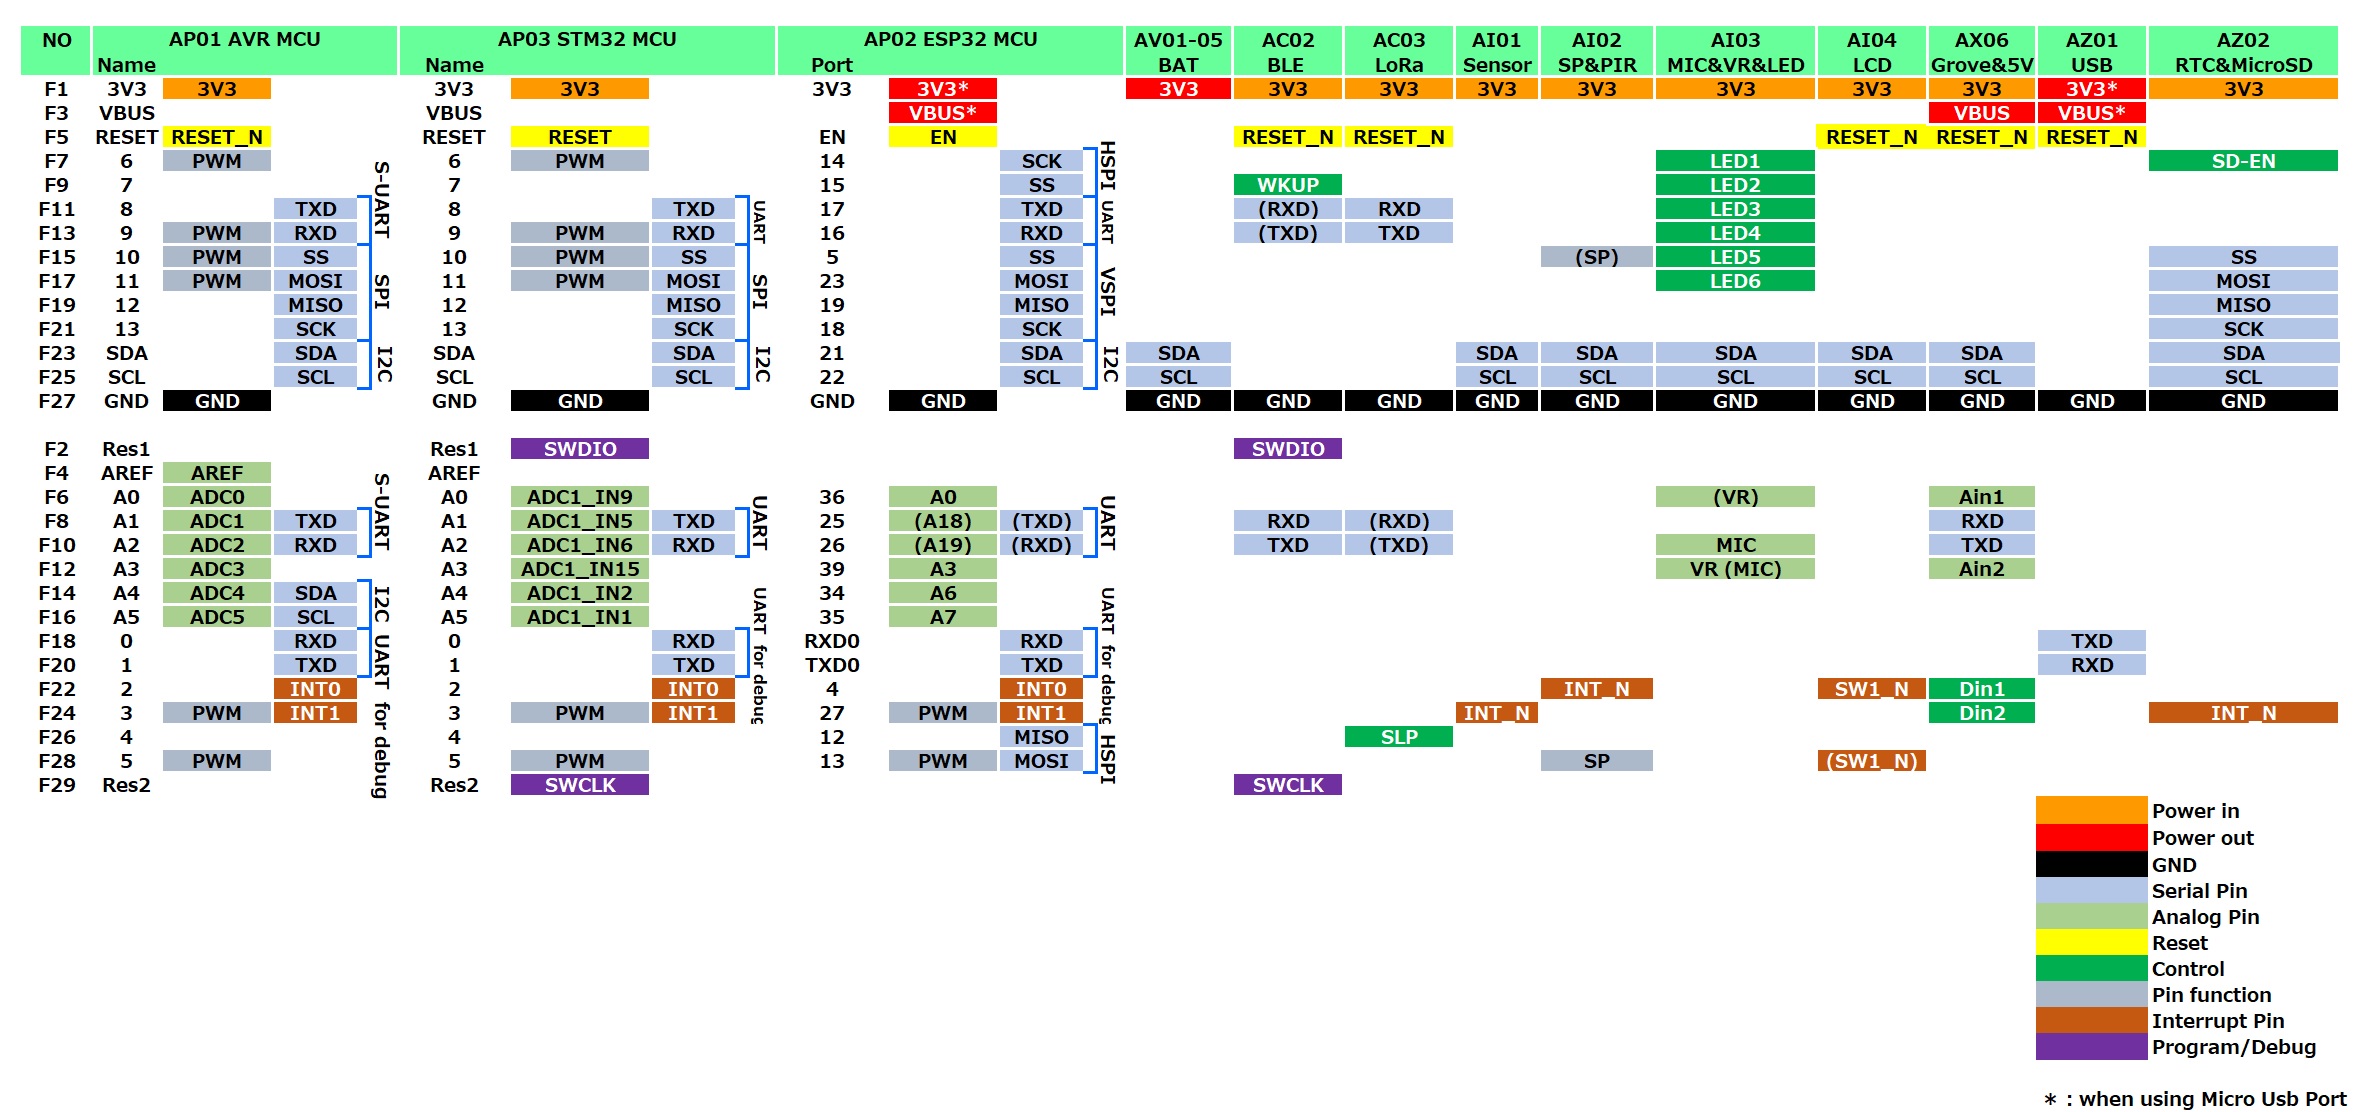 NO AP01 AVR MCU AP03 STM32 MCU AP02 ESP32 MCU AV01-05 AC02 AC03 AI01 AI02 AI03 AI04 AX06 AZ01 AZ02
Name Name Port BAT BLE LoRa Sensor SP&PIR MIC&VR&LED LCD Grove&5V USB RTC&MicroSD
F1 3V3 3V3 3V3 3V3 3V3 3V3* 3V3 3V3 3V3 3V3 3V3 3V3 3V3 3V3 3V3* 3V3
F3 VBUS VBUS VBUS* VBUS VBUS*
F5 RESET RESET_N RESET RESET EN EN RESET_N RESET_N RESET_N RESET_N RESET_N
F7 6 PWM 6 PWM 14 SCK LED1 SD-EN
F9 7 7 15 SS WKUP LED2
F11 8 TXD 8 TXD 17 TXD (RXD) RXD LED3
F13 9 PWM RXD 9 PWM RXD 16 RXD (TXD) TXD LED4
F15 10 PWM SS 10 PWM SS 5 SS (SP) LED5 SS
F17 11 PWM MOSI 11 PWM MOSI 23 MOSI LED6 MOSI
F19 12 MISO 12 MISO 19 MISO MISO
F21 13 SCK 13 SCK 18 SCK SCK
F23 SDA SDA SDA SDA 21 SDA SDA SDA SDA SDA SDA SDA SDA
F25 SCL SCL SCL SCL 22 SCL SCL SCL SCL SCL SCL SCL SCL
F27 GND GND GND GND GND GND GND GND GND GND GND GND GND GND GND GND
S-UART
SPI
I2C
UART
SPI
I2C
HSPI
UART
VSPI
I2C
F2 Res1 Res1 SWDIO SWDIO
F4 AREF AREF AREF
F6 A0 ADC0 A0 ADC1_IN9 36 A0 (VR) Ain1
F8 A1 ADC1 TXD A1 ADC1_IN5 TXD 25 (A18) (TXD) RXD (RXD) RXD
F10 A2 ADC2 RXD A2 ADC1_IN6 RXD 26 (A19) (RXD) TXD (TXD) MIC TXD
F12 A3 ADC3 A3 ADC1_IN15 39 A3 VR (MIC) Ain2
F14 A4 ADC4 SDA A4 ADC1_IN2 34 A6
F16 A5 ADC5 SCL A5 ADC1_IN1 35 A7
F18 0 RXD 0 RXD RXD0 RXD TXD
F20 1 TXD 1 TXD TXD0 TXD RXD
F22 2 INT0 2 INT0 4 INT0 INT_N SW1_N Din1
F24 3 PWM INT1 3 PWM INT1 27 PWM INT1 INT_N Din2 INT_N
F26 4 4 12 MISO SLP
F28 5 PWM 5 PWM 13 PWM MOSI SP (SW1_N)
F29 Res2 Res2 SWCLK SWCLK
S-UART
I2C
UART for debug
UART
UART for debug
UART
UART for debug
HSPI
Power in
Power out
GND
Serial Pin
Analog Pin
Reset
Control
Pin function
Interrupt Pin
Program/Debug
* : when using Micro Usb Port